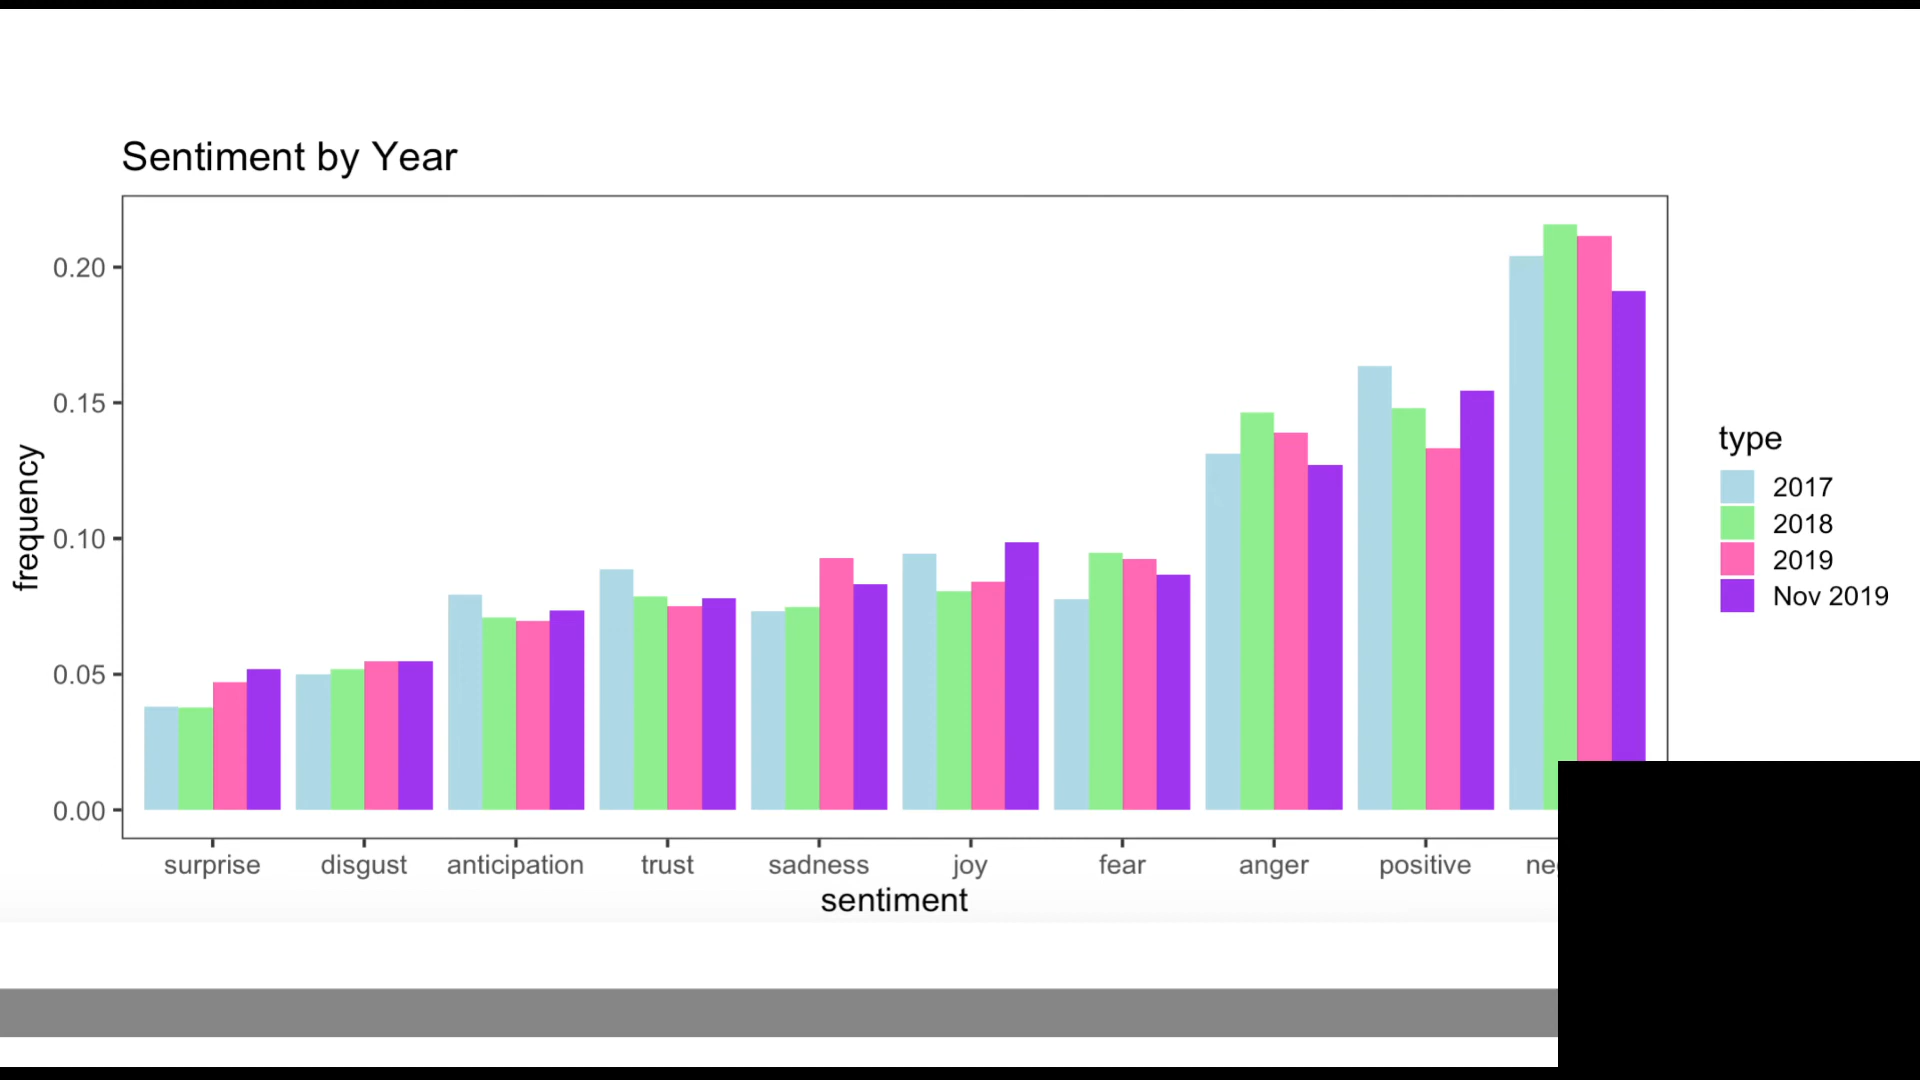 Sentiment by Year
0.20
0.15
0.10
0.05
0.00
frequency
surprise disgust anticipation trust sadness joy fear anger positive
sentiment
type
2017
2018
2019
Nov 2019